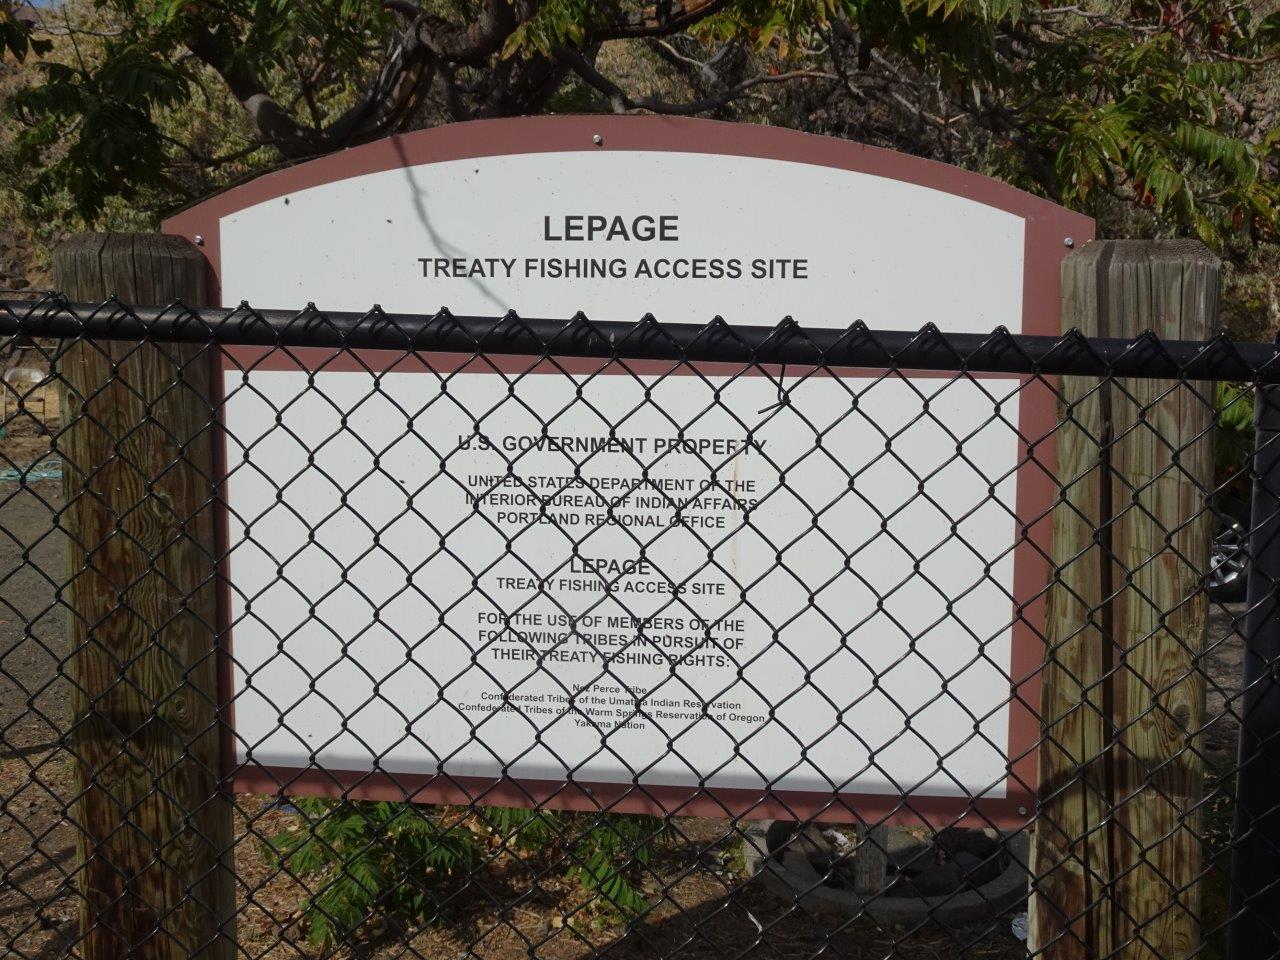 LEPAGE
TREATY FISHING ACCESS SITE
U.S. GOVERNMENT PROPERTY
UNITED STATES DEPARTMENT OF THE
INTERIOR BUREAU OF INDIAN AFFAIRS
PORTLAND REGIONAL OFFICE
LEPAGE
TREATY FISHING ACCESS SITE
FOR THE USE OF MEMBERS OF THE
FOLLOWING TRIBES IN PURSUIT OF
THEIR TREATY FISHING RIGHTS:
Nez Perce Tribe
Confederated Tribes of the Umatilla Indian Reservation
Confederated Tribes of the Warm Springs Reservation of Oregon
Yakama Nation